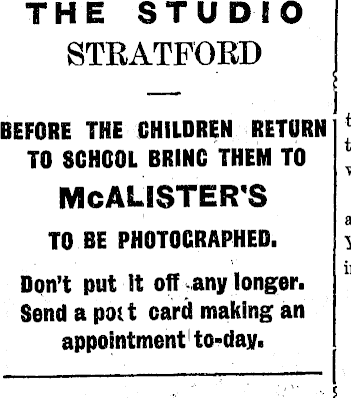 THE STUDIO
STRATFORD
BEFORE THE CHILDREN RETURN
TO SCHOOL BRING THEM TO
McALISTER'S
TO BE PHOTOGRAPHED.
Don't put it off any longer.
Send a post card making an
appointment to-day.